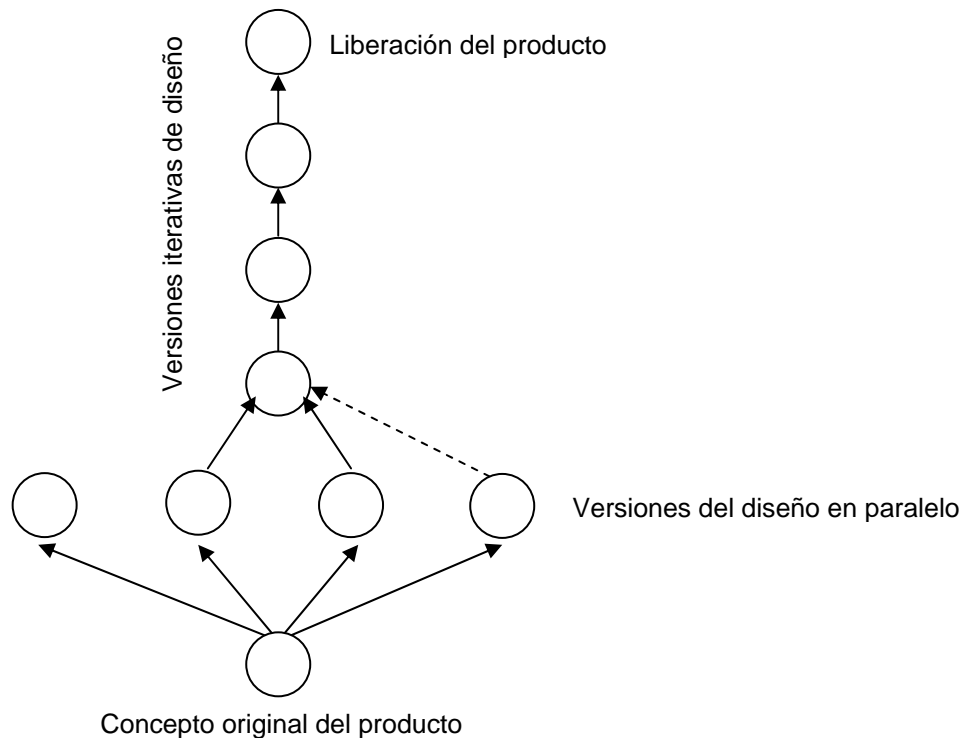 Liberación del producto
Versiones iterativas de diseño
Versiones del diseño en paralelo
Concepto original del producto